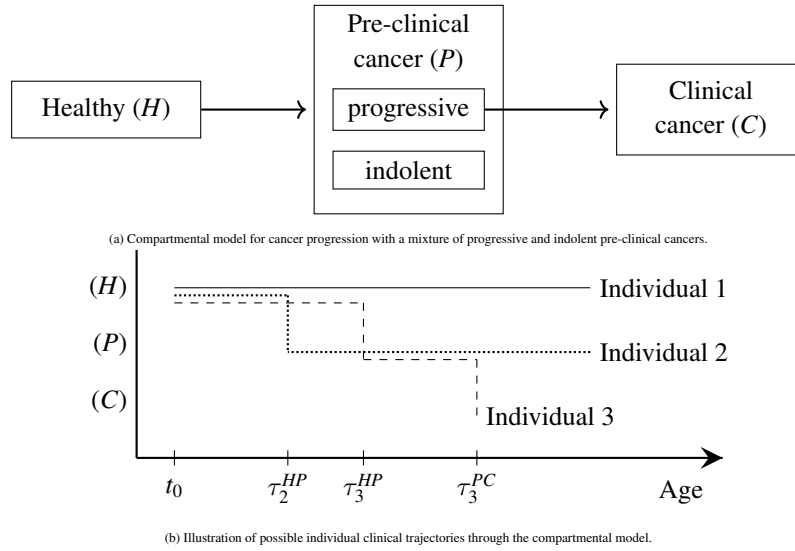 Pre-clinical
cancer (P)
Healthy (H)
progressive
indolent
Clinical
cancer (C)
(a) Compartmental model for cancer progression with a mixture of progressive and indolent pre-clinical cancers.
(H)
Individual 1
(P)
Individual 2
(C)
Individual 3
t₀ τ₂ᴴᴾ τ₃ᴴᴾ τ₃ᴾꟲ Age
(b) Illustration of possible individual clinical trajectories through the compartmental model.